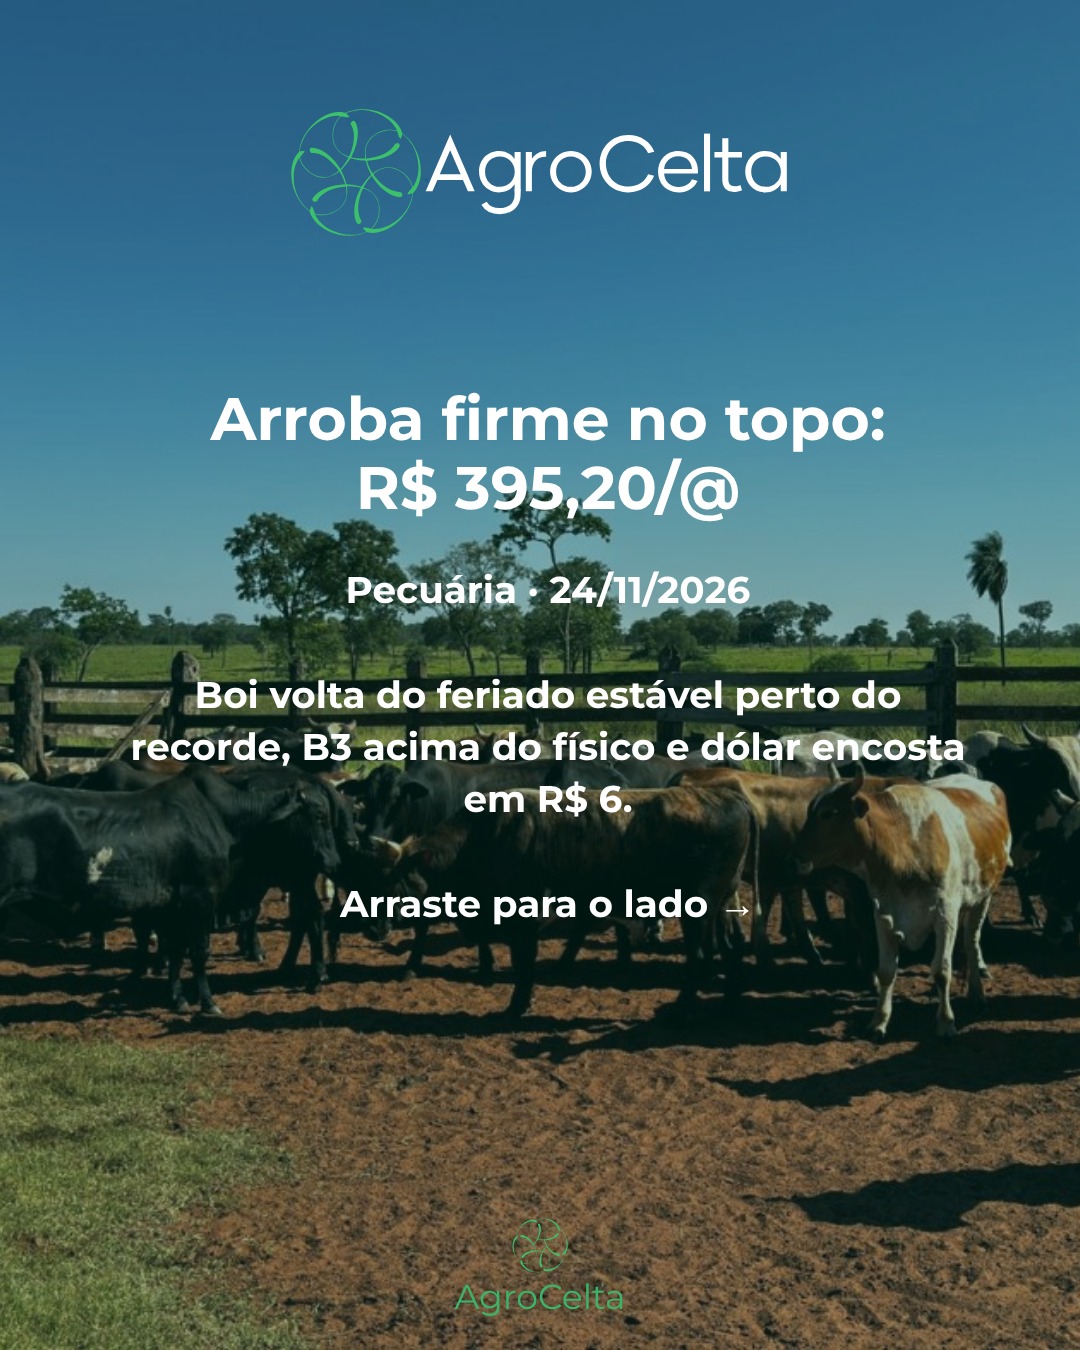 AgroCelta
Arroba firme no topo:
R$ 395,20/@
Pecuária · 24/11/2026
Boi volta do feriado estável perto do
recorde, B3 acima do físico e dólar encosta
em R$ 6.
Arraste para o lado →
AgroCelta